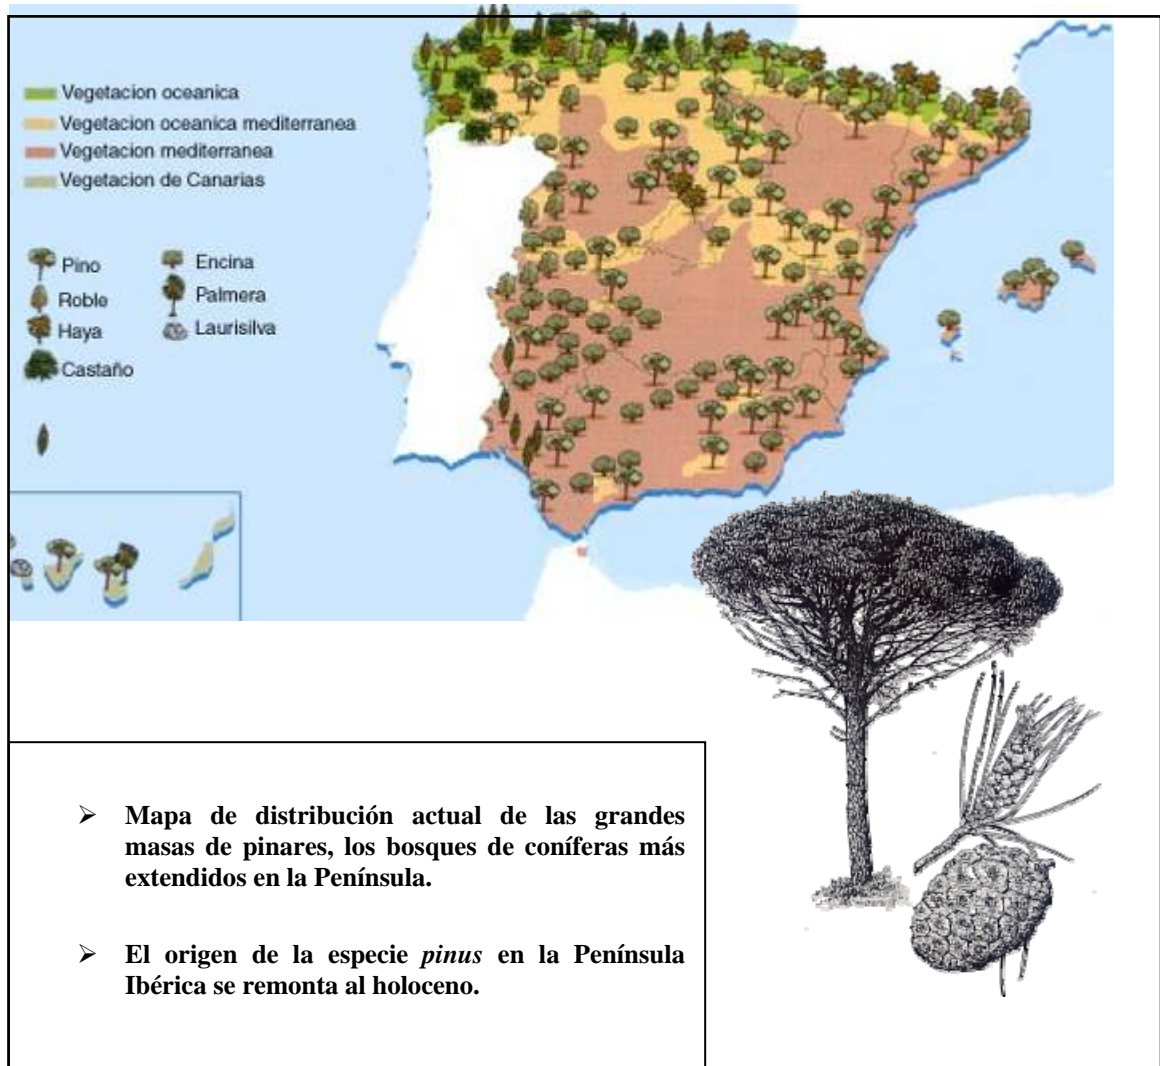 Vegetacion oceanica
Vegetacion oceanica mediterranea
Vegetacion mediterranea
Vegetacion de Canarias
Pino
Roble
Haya
Castaño
Encina
Palmera
Laurisilva
➢ Mapa de distribución actual de las grandes
masas de pinares, los bosques de coníferas más
extendidos en la Península.
➢ El origen de la especie pinus en la Península
Ibérica se remonta al holoceno.